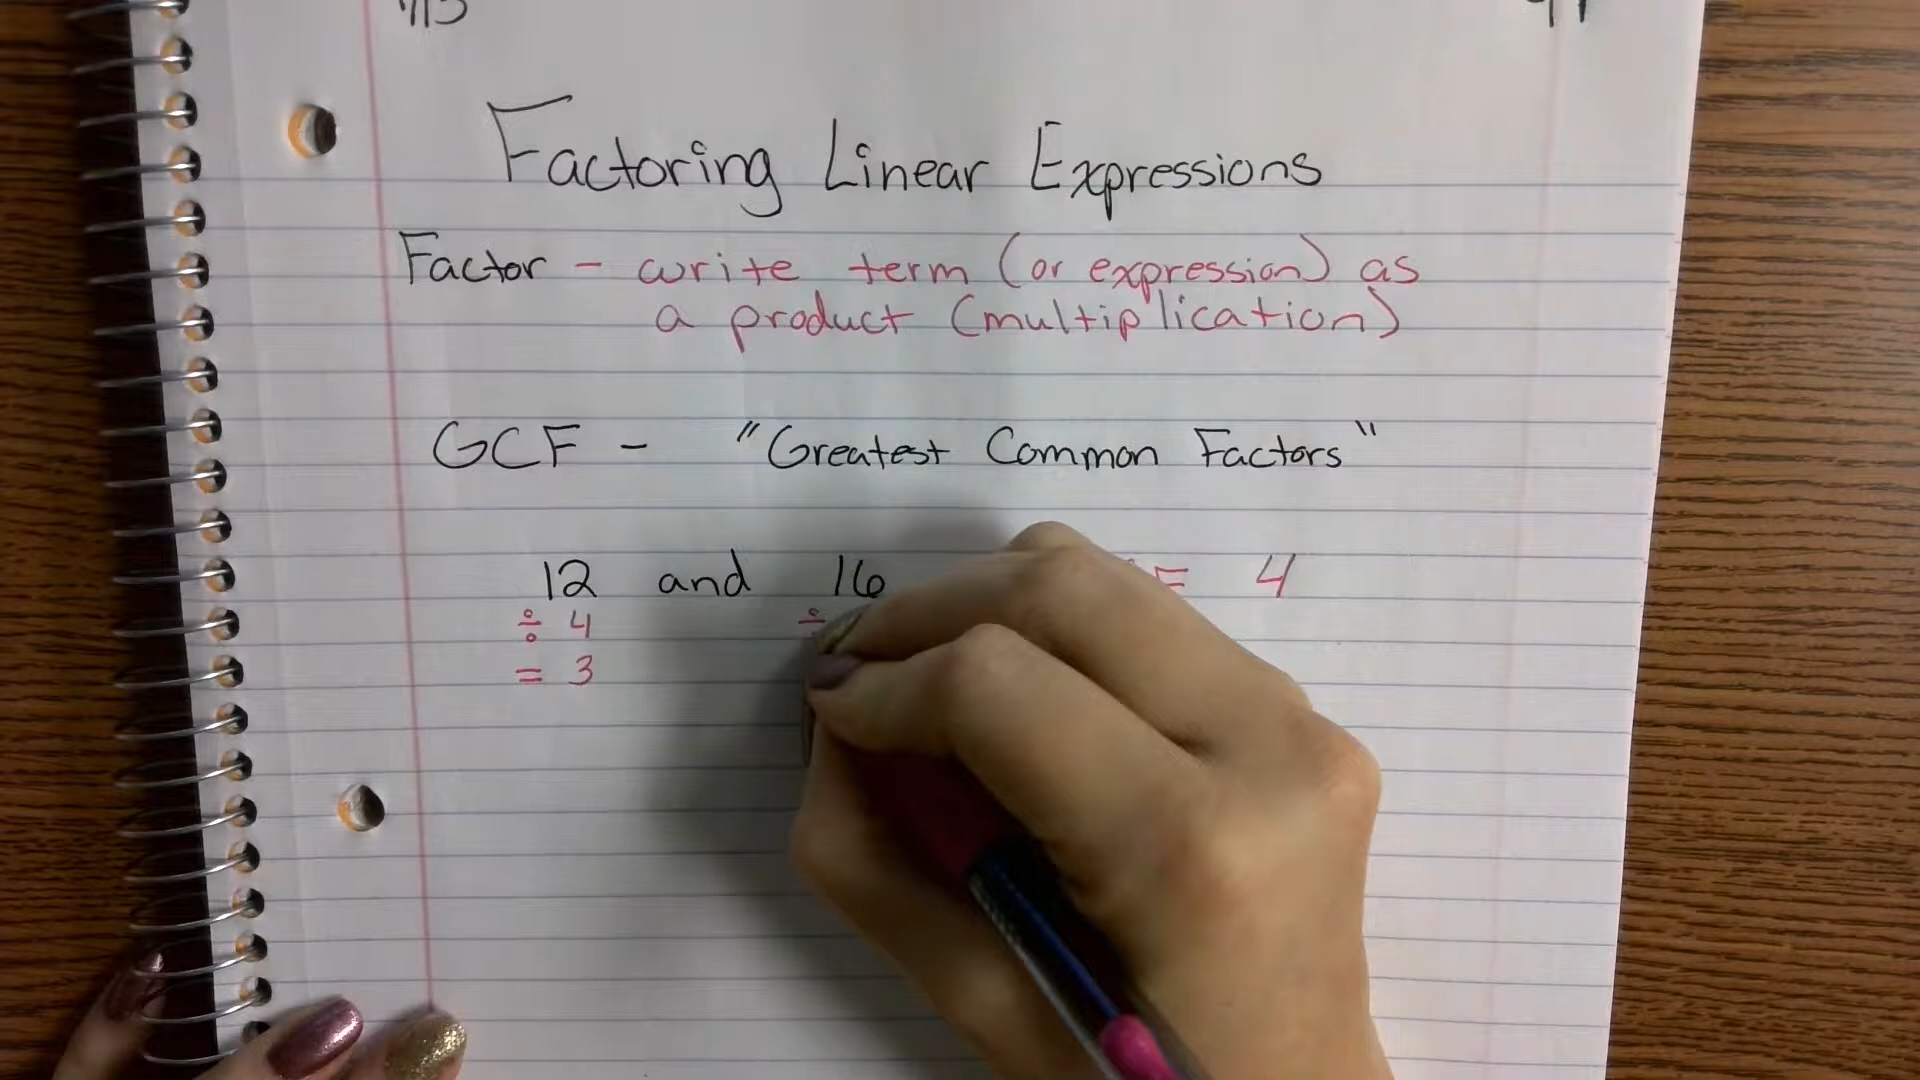 Factoring Linear Expressions
Factor - write term (or expression) as
a product (multiplication)
GCF - "Greatest Common Factors"
12 and 16 = 4
÷ 4 ÷
= 3